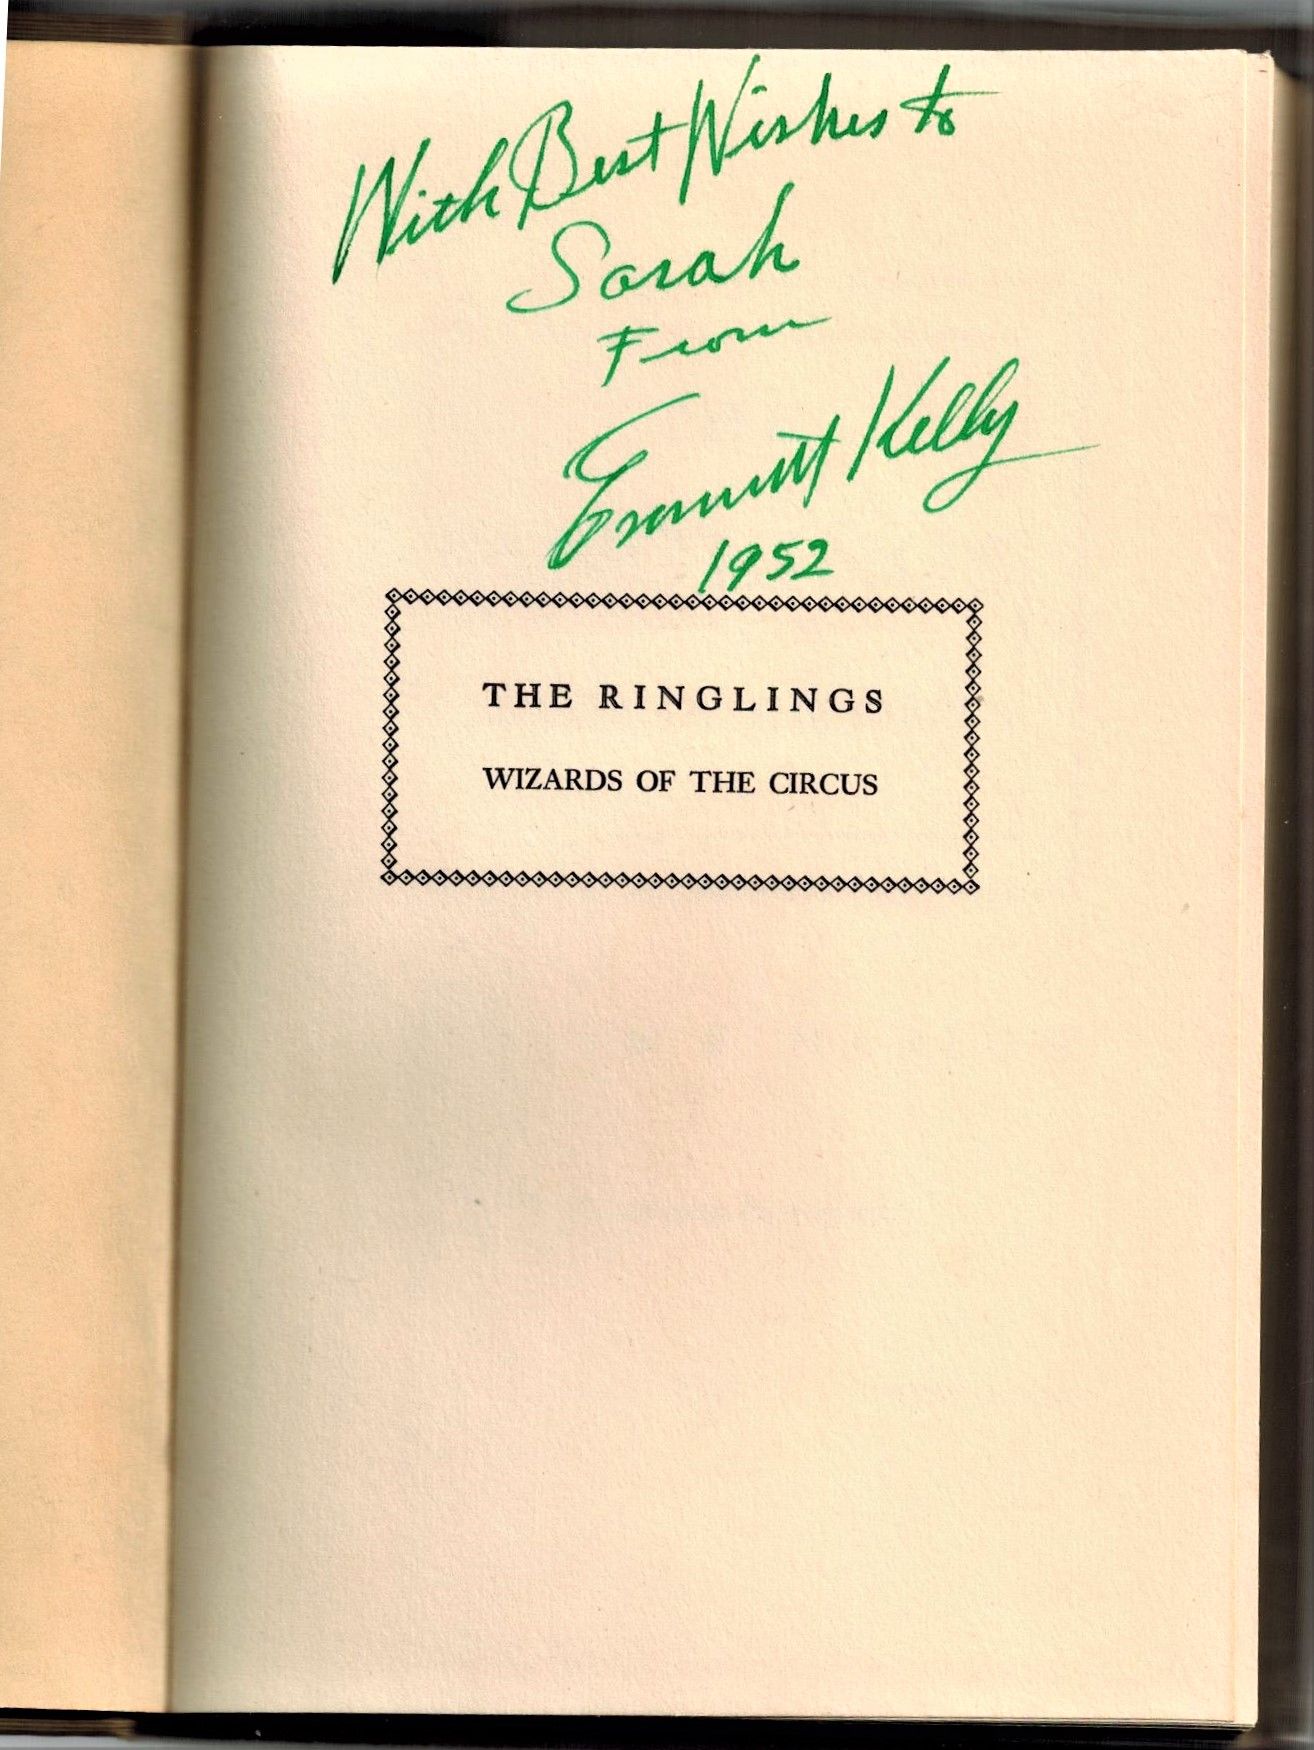 With Best Wishes to
Sarah
From
Emmett Kelly
1952
THE RINGLINGS
WIZARDS OF THE CIRCUS